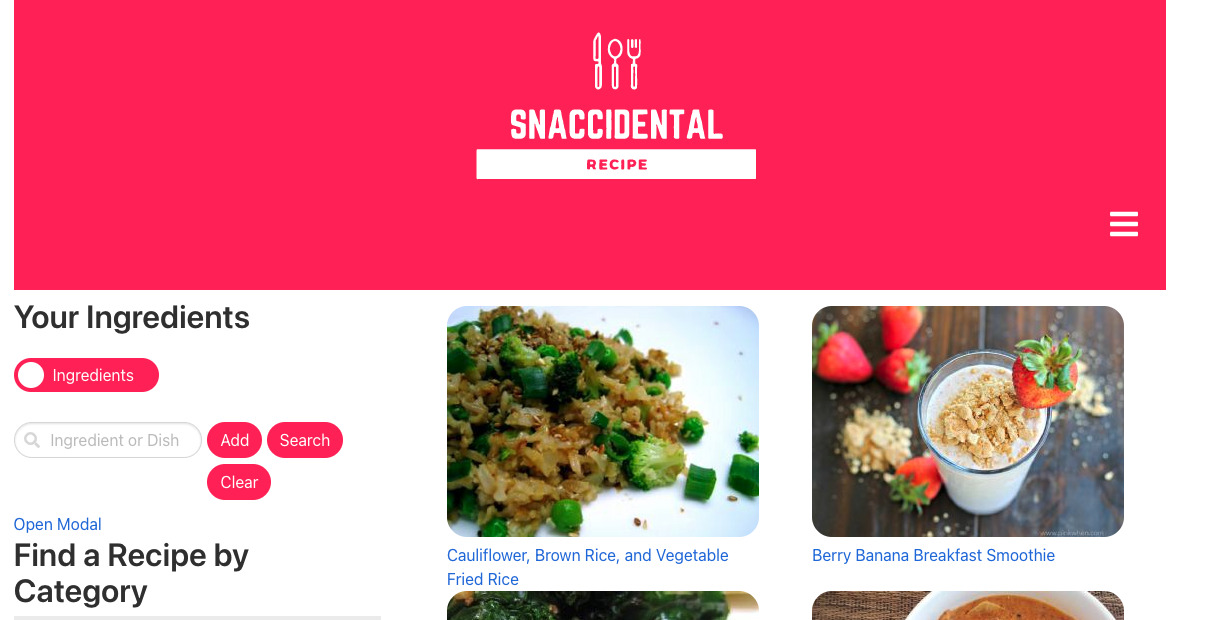 SNACCIDENTAL
RECIPE
Your Ingredients
Ingredients
Ingredient or Dish
Add
Search
Clear
Open Modal
Find a Recipe by
Category
Cauliflower, Brown Rice, and Vegetable
Fried Rice
Berry Banana Breakfast Smoothie